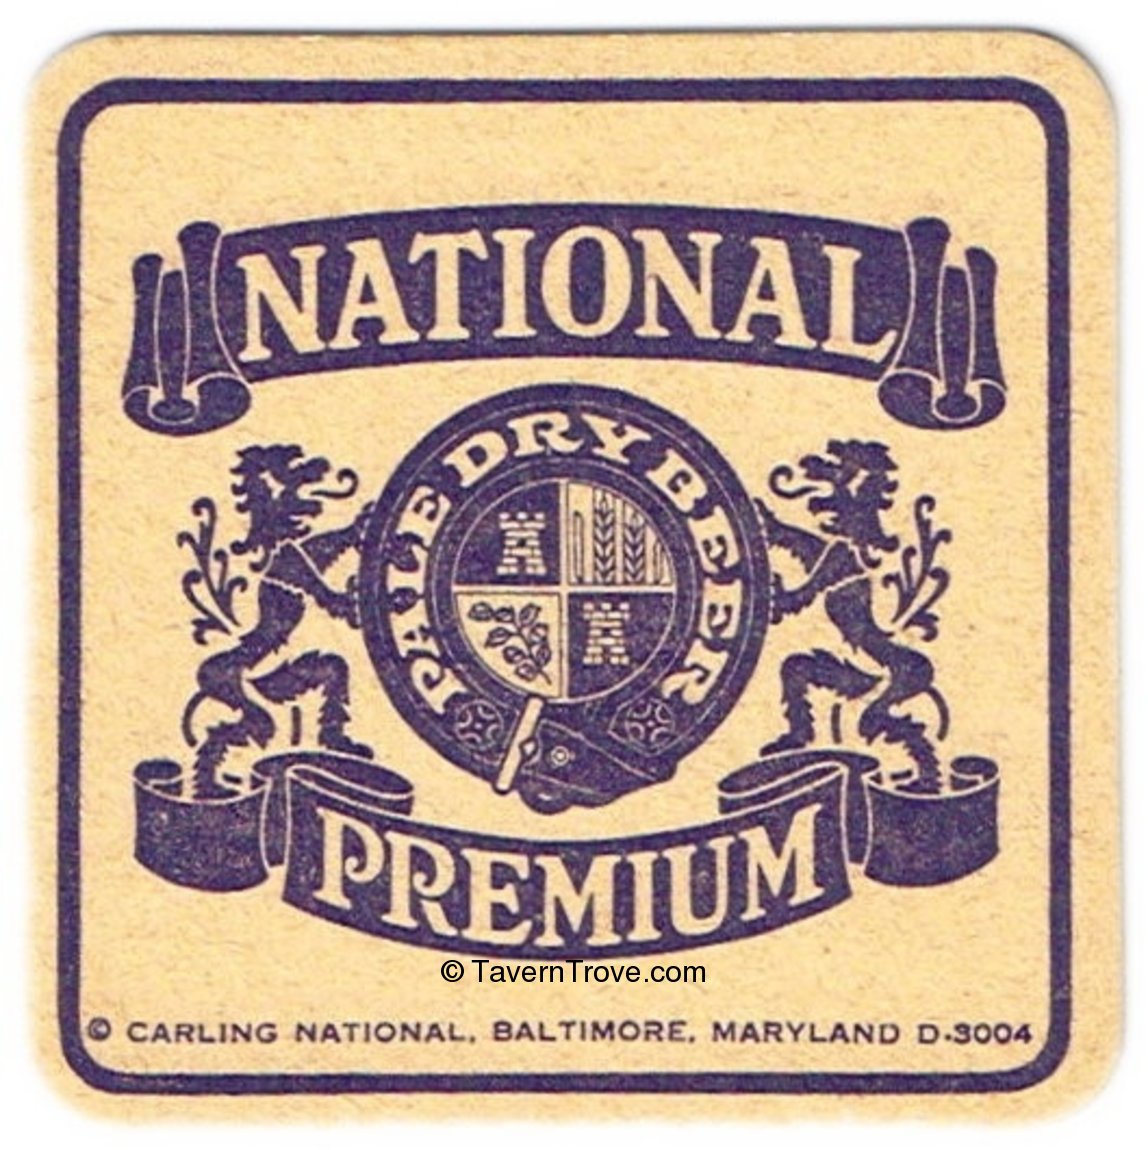 NATIONAL
PALE DRY BEER
PREMIUM
© TavernTrove.com
© CARLING NATIONAL, BALTIMORE, MARYLAND D-3004